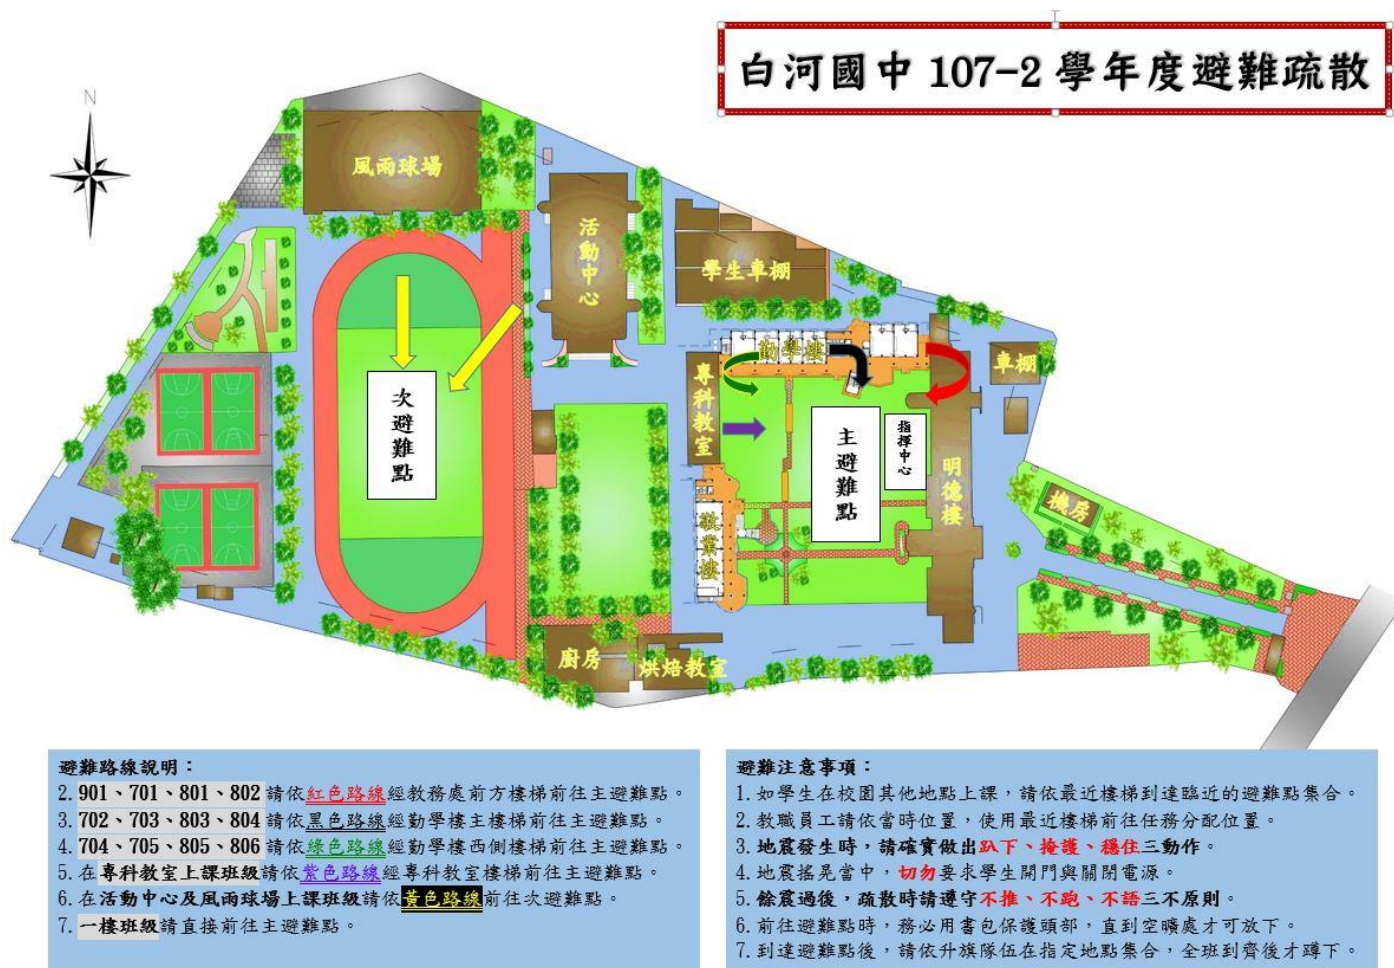 白河國中 107-2 學年度避難疏散
N
風雨球場
活動中心
學生車棚
勤學樓
專科教室
車棚
次避難點
主避難點
指揮中心
明德樓
機房
敬業樓
廚房
烘焙教室
避難路線說明：
2. 901、701、801、802 請依紅色路線經教務處前方樓梯前往主避難點。
3. 702、703、803、804 請依黑色路線經勤學樓主樓梯前往主避難點。
4. 704、705、805、806 請依綠色路線經勤學樓西側樓梯前往主避難點。
5. 在專科教室上課班級請依紫色路線經專科教室樓梯前往主避難點。
6. 在活動中心及風雨球場上課班級請依黃色路線前往次避難點。
7. 一樓班級請直接前往主避難點。
避難注意事項：
1. 如學生在校園其他地點上課，請依最近樓梯到達臨近的避難點集合。
2. 教職員工請依當時位置，使用最近樓梯前往任務分配位置。
3. 地震發生時，請確實做出趴下、掩護、穩住三動作。
4. 地震搖晃當中，切勿要求學生開門與關閉電源。
5. 餘震過後，疏散時請遵守不推、不跑、不語三不原則。
6. 前往避難點時，務必用書包保護頭部，直到空曠處才可放下。
7. 到達避難點後，請依升旗隊伍在指定地點集合，全班到齊後才蹲下。